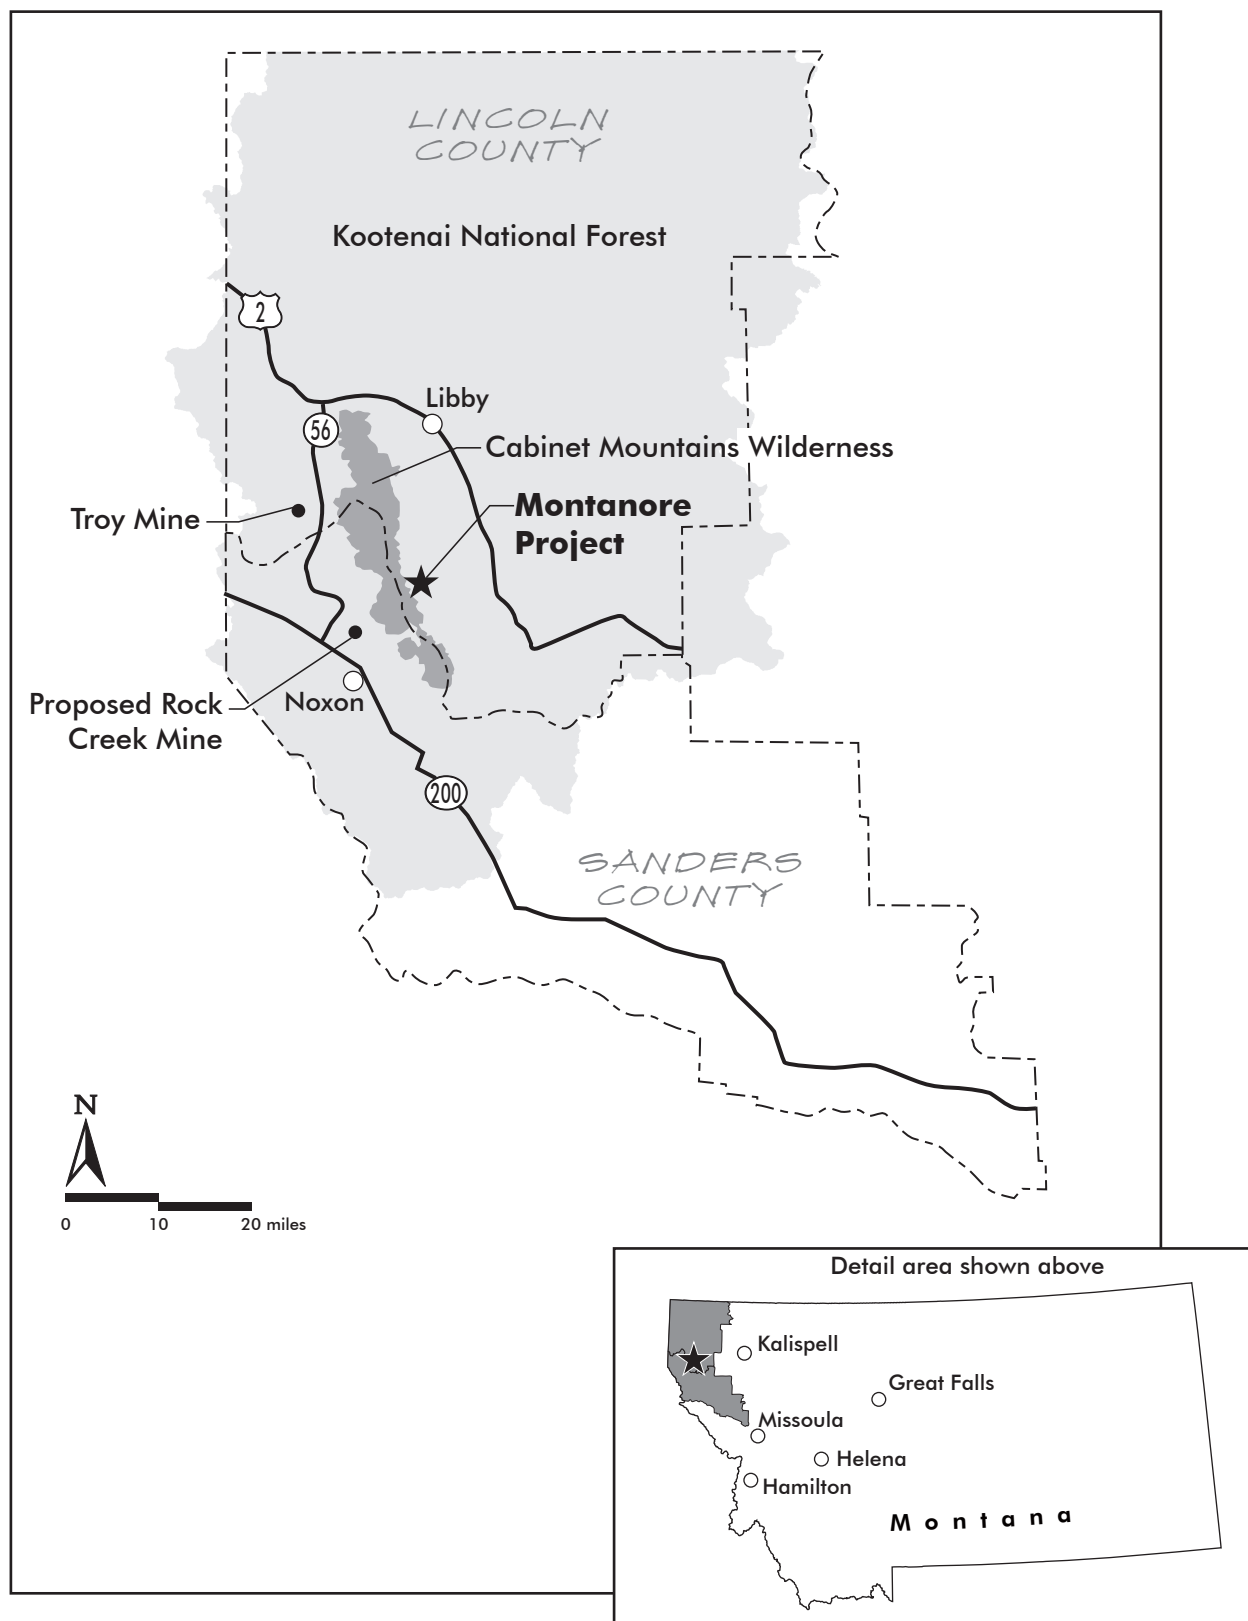 LINCOLN
COUNTY
Kootenai National Forest
2
Libby
56
Cabinet Mountains Wilderness
Montanore
Project
Troy Mine
Proposed Rock
Creek Mine
Noxon
200
SANDERS
COUNTY
N
0 10 20 miles
Detail area shown above
Kalispell
Great Falls
Missoula
Helena
Hamilton
Montana